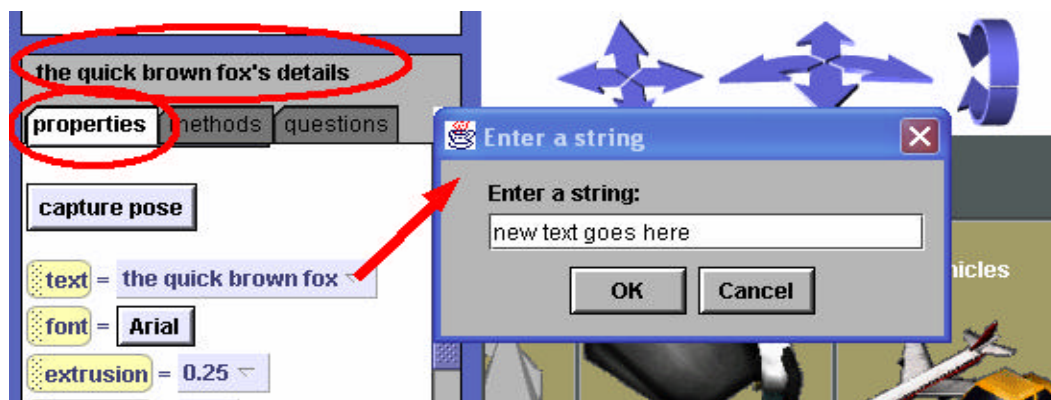 the quick brown fox's details
properties methods questions
capture pose
text = the quick brown fox
font = Arial
extrusion = 0.25
Enter a string
Enter a string:
new text goes here
OK Cancel